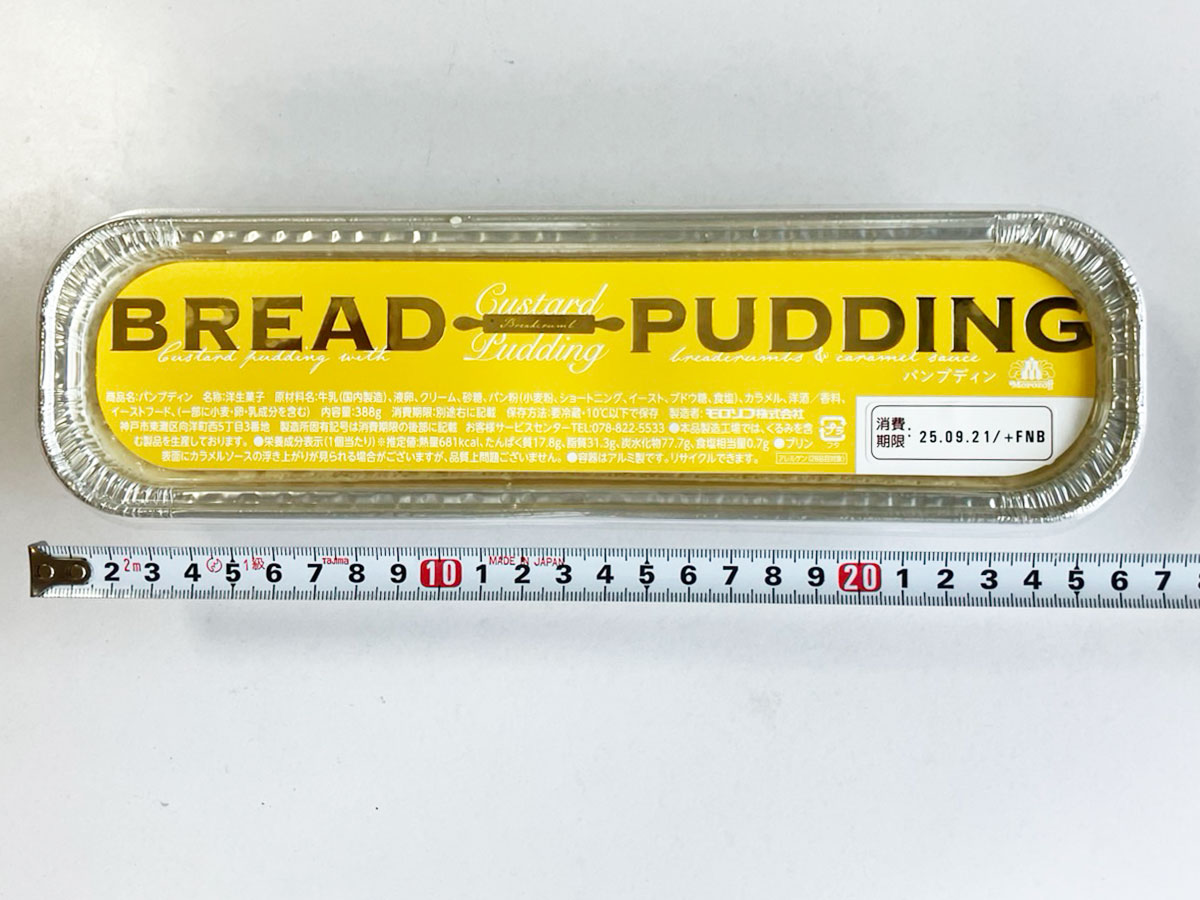 Custard
BREAD Breadcrumb PUDDING
Pudding
Custard pudding with breadcrumbs & caramel sauce
パンプディン
Morozoff
商品名:パンプディン 名称:洋生菓子 原材料名:牛乳(国内製造)、液卵、クリーム、砂糖、パン粉(小麦粉、ショートニング、イースト、ブドウ糖、食塩)、カラメル、洋酒／香料、
イーストフード、(一部に小麦・卵・乳成分を含む) 内容量:388g 消費期限:別途右に記載 保存方法:要冷蔵・10℃以下で保存 製造者:モロゾフ株式会社
神戸市東灘区向洋町西5丁目3番地 製造所固有記号は消費期限の後部に記載 お客様サービスセンターTEL:078-822-5533 ●本品製造工場では、くるみを含
む製品を生産しております。 ●栄養成分表示(1個当たり)※推定値:熱量681kcal、たんぱく質17.8g、脂質31.3g、炭水化物77.7g、食塩相当量0.7g ●プリン
表面にカラメルソースの浮き上がりが見られる場合がございますが、品質上問題ございません。 ●容器はアルミ製です。リサイクルできます。
プラ
消費
期限: 25.09.21/+FNB
2m 1級 Tajima MADE IN JAPAN
2 3 4 5 6 7 8 9 10 1 2 3 4 5 6 7 8 9 20 1 2 3 4 5 6 7